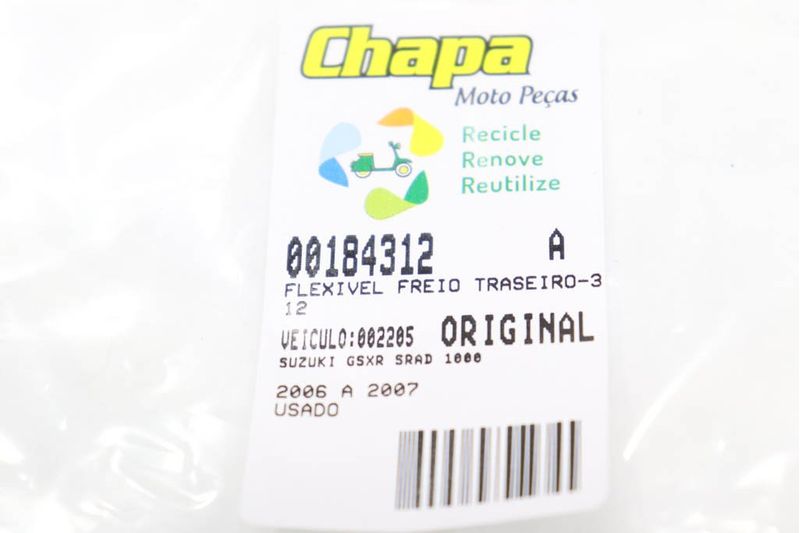 Chapa
Moto Peças
Recicle
Renove
Reutilize
00184312 A
FLEXIVEL FREIO TRASEIRO-3
12
VEICULO:002205 ORIGINAL
SUZUKI GSXR SRAD 1000
2006 A 2007
USADO